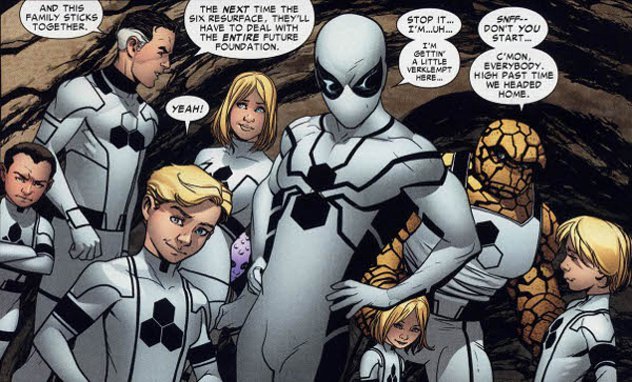 AND THIS
FAMILY STICKS
TOGETHER.
THE NEXT TIME THE
SIX RESURFACE, THEY'LL
HAVE TO DEAL WITH
THE ENTIRE FUTURE
FOUNDATION.
YEAH!
STOP IT...
I'M...UH...
I'M
GETTIN'
A LITTLE
VERKLEMPT
HERE...
SNFF--
DON'T YOU
START...
C'MON,
EVERYBODY.
HIGH PAST TIME
WE HEADED
HOME.